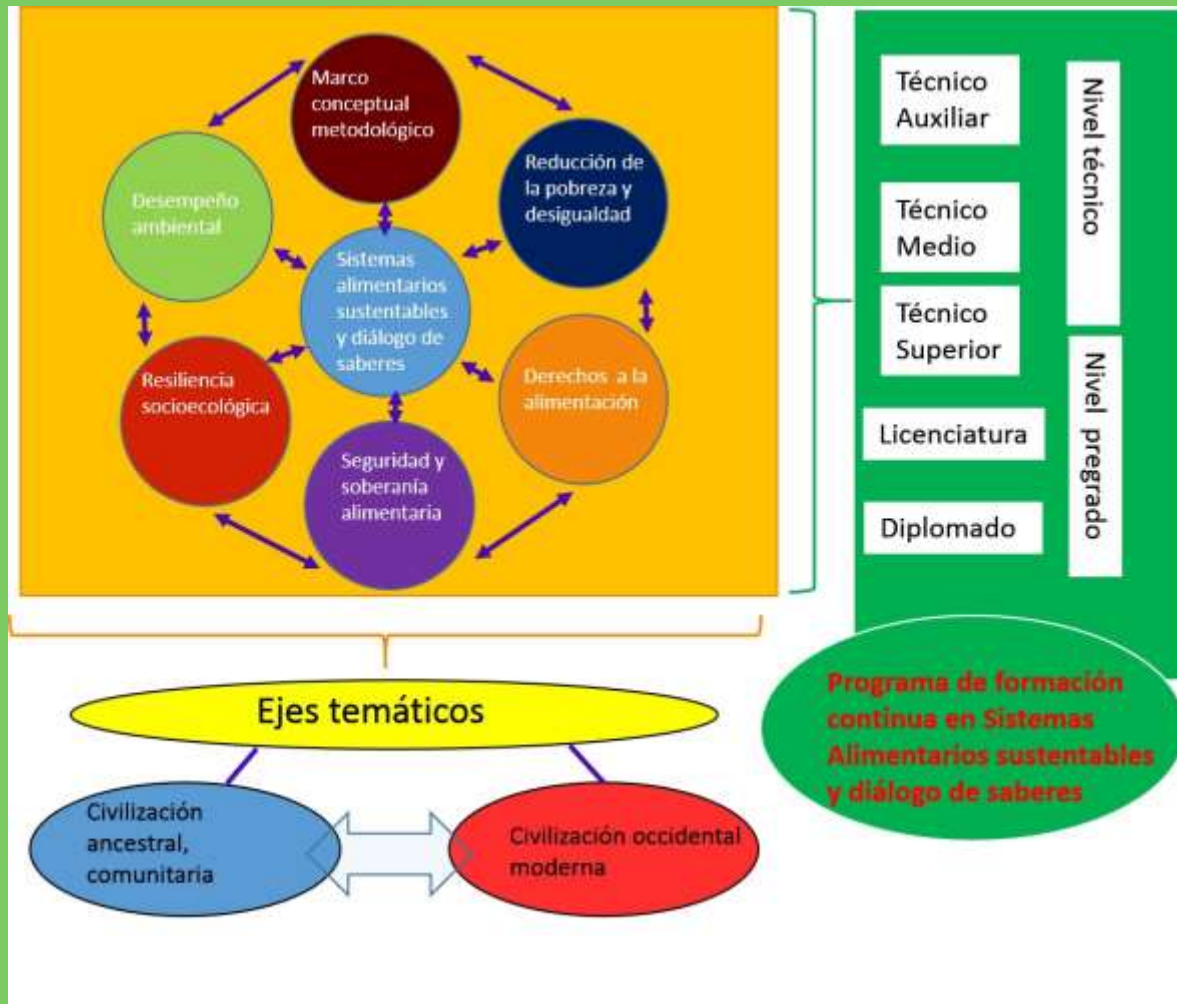 Marco
conceptual
metodológico
Desempeño
ambiental
Reducción de
la pobreza y
desigualdad
Sistemas
alimentarios
sustentables
y diálogo de
saberes
Resiliencia
socioecológica
Derechos a la
alimentación
Seguridad y
soberanía
alimentaria
Técnico
Auxiliar
Técnico
Medio
Técnico
Superior
Licenciatura
Diplomado
Nivel técnico
Nivel pregrado
Programa de formación
continua en Sistemas
Alimentarios sustentables
y diálogo de saberes
Ejes temáticos
Civilización
ancestral,
comunitaria
Civilización occidental
moderna